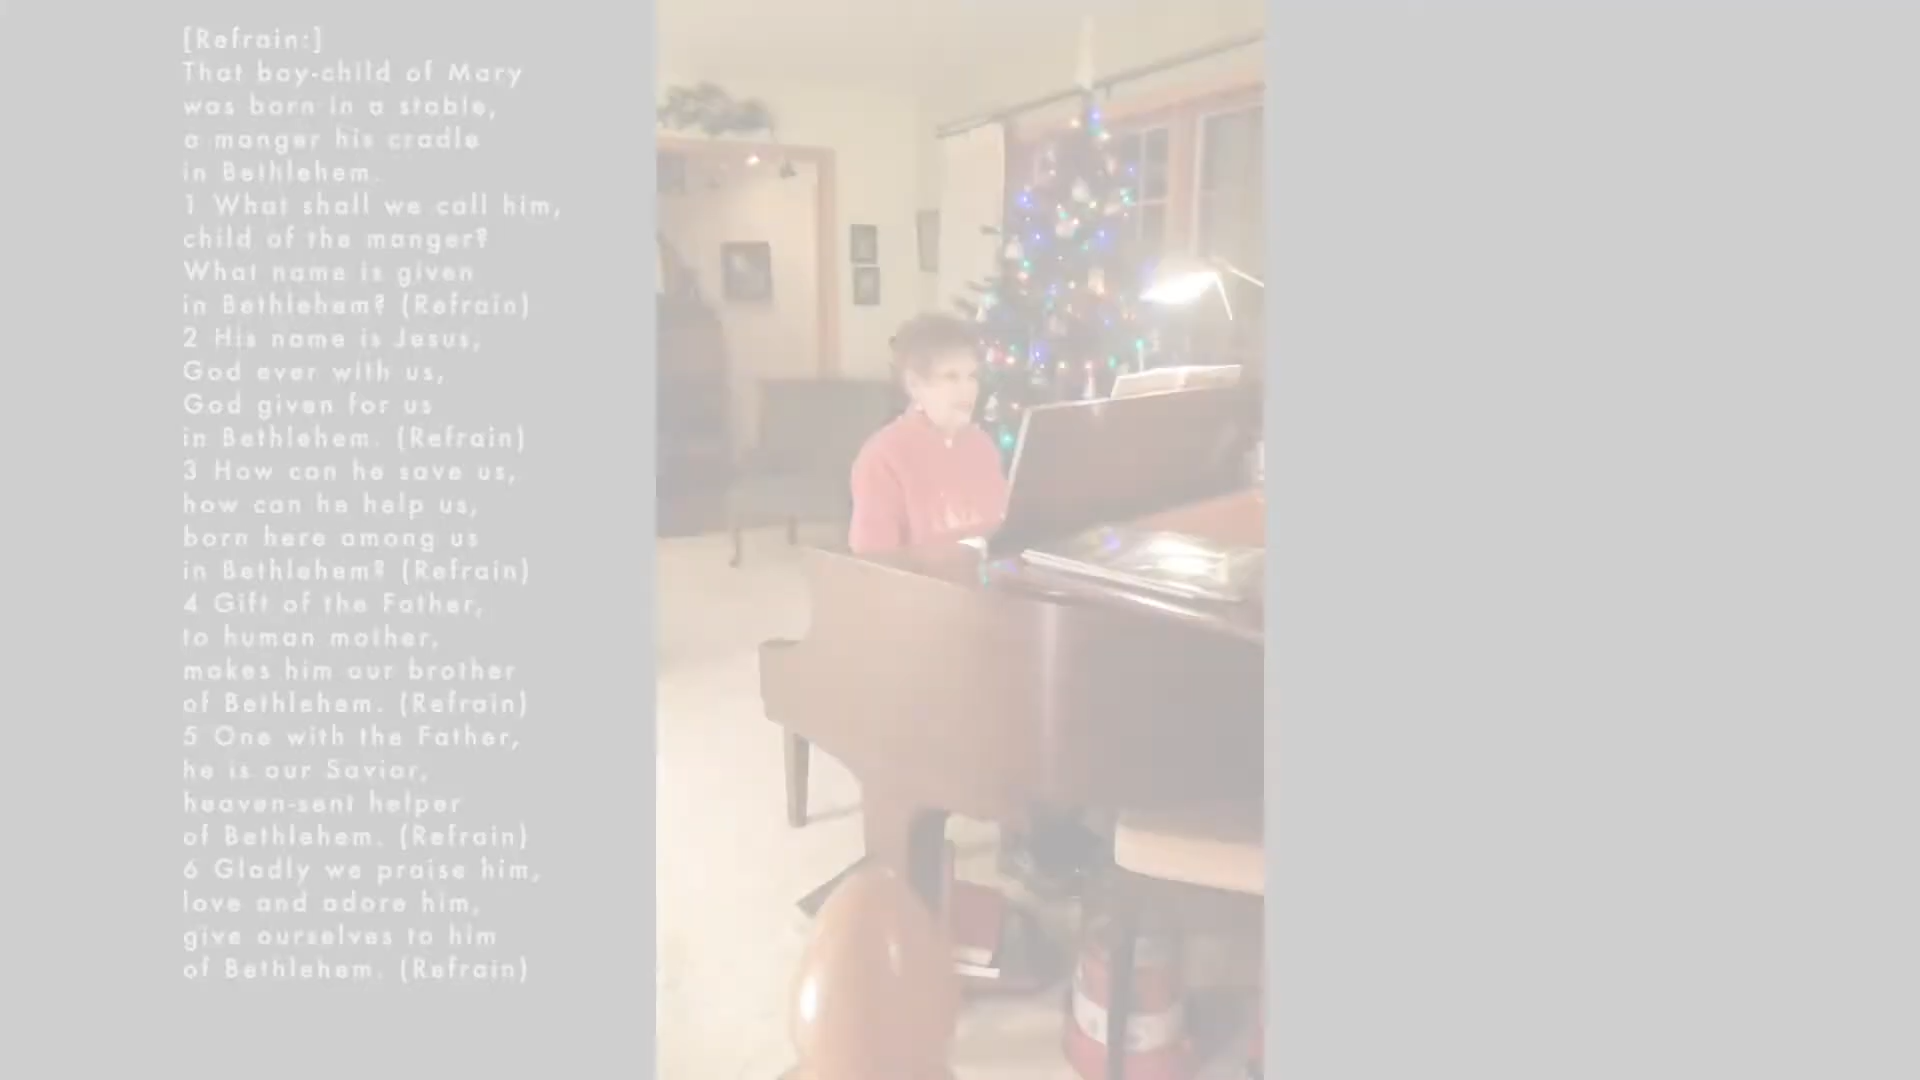 [Refrain:]
That boy-child of Mary
was born in a stable,
a manger his cradle
in Bethlehem.
1 What shall we call him,
child of the manger?
What name is given
in Bethlehem? (Refrain)
2 His name is Jesus,
God ever with us,
God given for us
in Bethlehem. (Refrain)
3 How can he save us,
how can he help us,
born here among us
in Bethlehem? (Refrain)
4 Gift of the Father,
to human mother,
makes him our brother
of Bethlehem. (Refrain)
5 One with the Father,
he is our Savior,
heaven-sent helper
of Bethlehem. (Refrain)
6 Gladly we praise him,
love and adore him,
give ourselves to him
of Bethlehem. (Refrain)